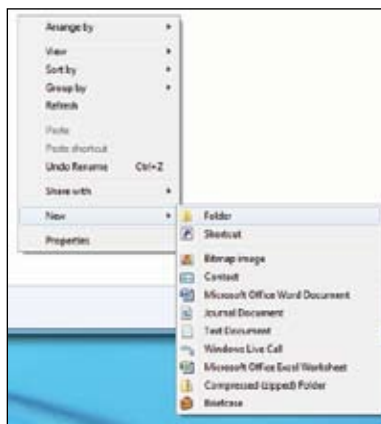 Arrange by
View
Sort by
Group by
Refresh
Paste
Paste shortcut
Undo Rename Ctrl+Z
Share with
New
Properties
Folder
Shortcut
Bitmap image
Contact
Microsoft Office Word Document
Journal Document
Text Document
Windows Live Call
Microsoft Office Excel Worksheet
Compressed (zipped) Folder
Briefcase